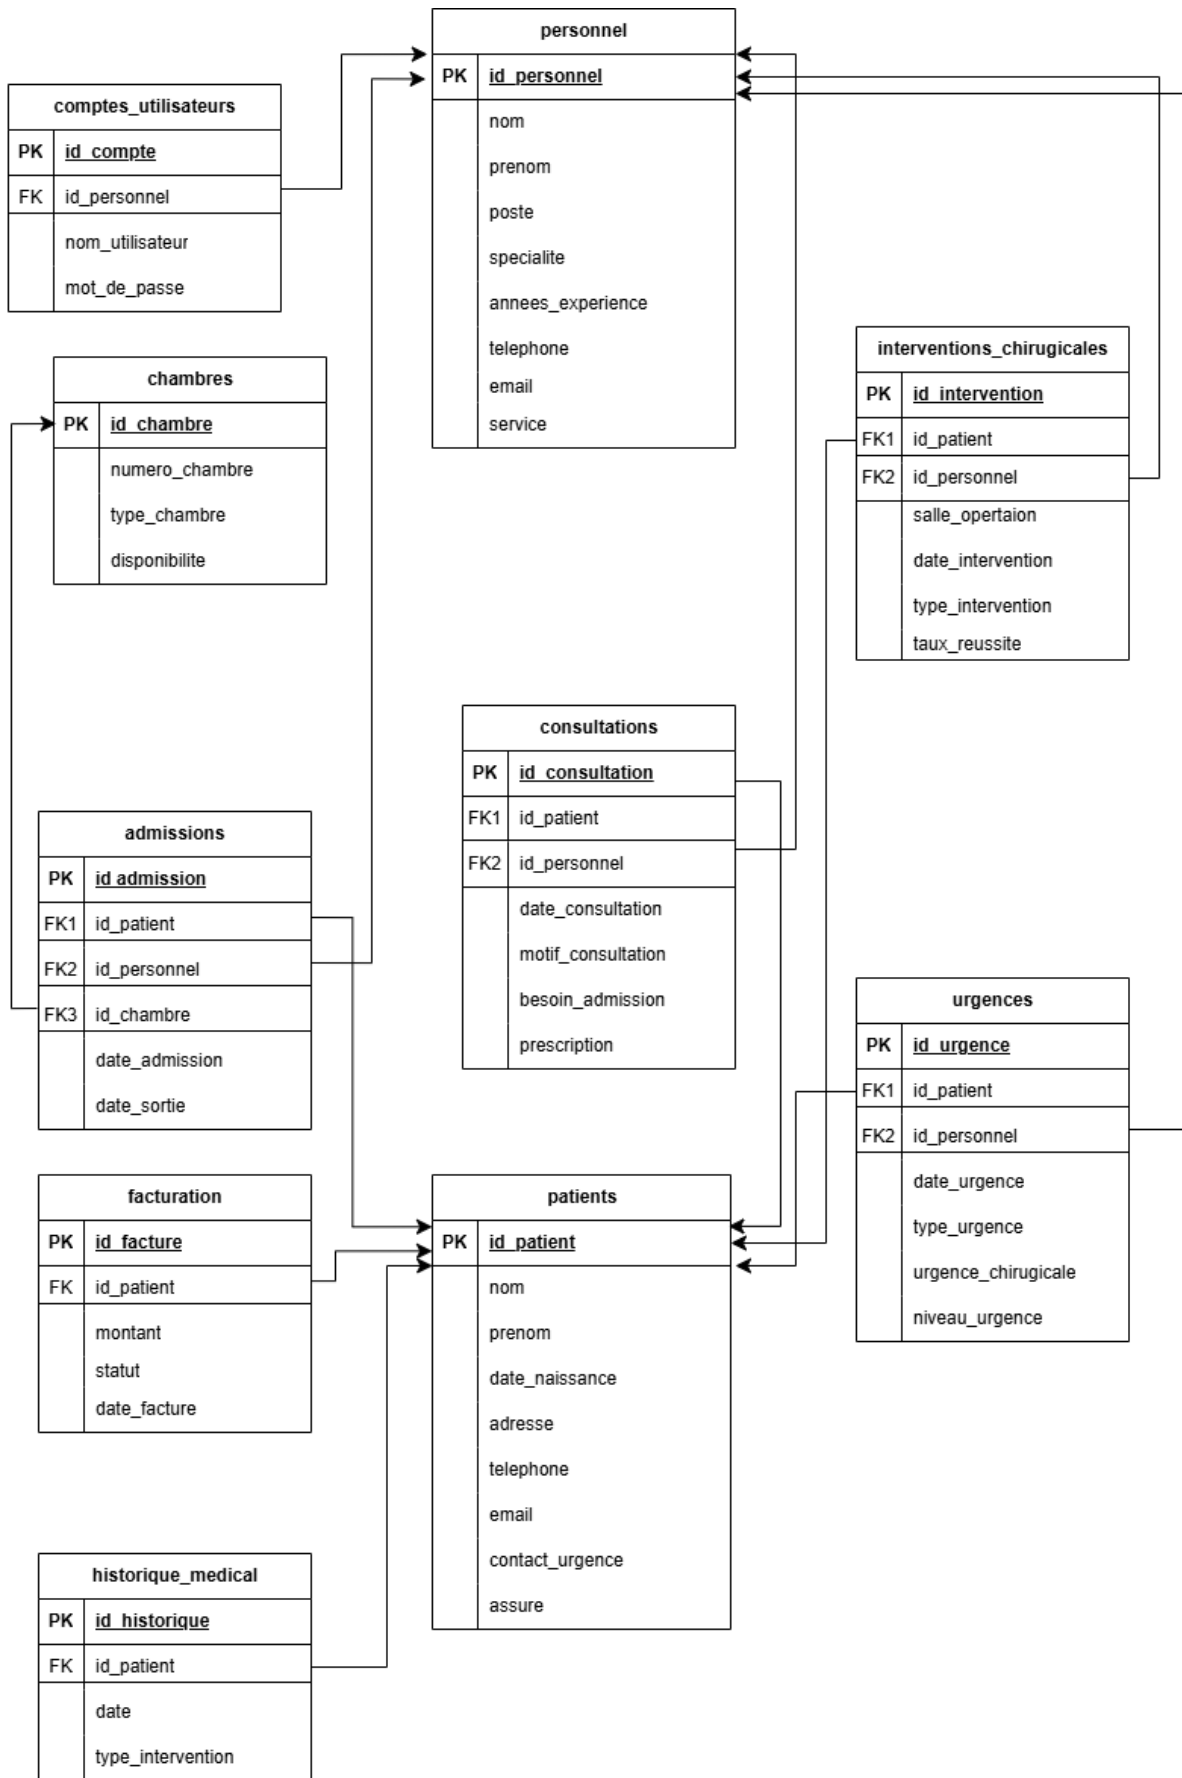 personnel
PK id_personnel
nom
prenom
poste
specialite
annees_experience
telephone
email
service
comptes_utilisateurs
PK id_compte
FK id_personnel
nom_utilisateur
mot_de_passe
chambres
PK id_chambre
numero_chambre
type_chambre
disponibilite
interventions_chirugicales
PK id_intervention
FK1 id_patient
FK2 id_personnel
salle_opertaion
date_intervention
type_intervention
taux_reussite
consultations
PK id_consultation
FK1 id_patient
FK2 id_personnel
date_consultation
motif_consultation
besoin_admission
prescription
admissions
PK id admission
FK1 id_patient
FK2 id_personnel
FK3 id_chambre
date_admission
date_sortie
urgences
PK id_urgence
FK1 id_patient
FK2 id_personnel
date_urgence
type_urgence
urgence_chirugicale
niveau_urgence
facturation
PK id_facture
FK id_patient
montant
statut
date_facture
patients
PK id_patient
nom
prenom
date_naissance
adresse
telephone
email
contact_urgence
assure
historique_medical
PK id_historique
FK id_patient
date
type_intervention